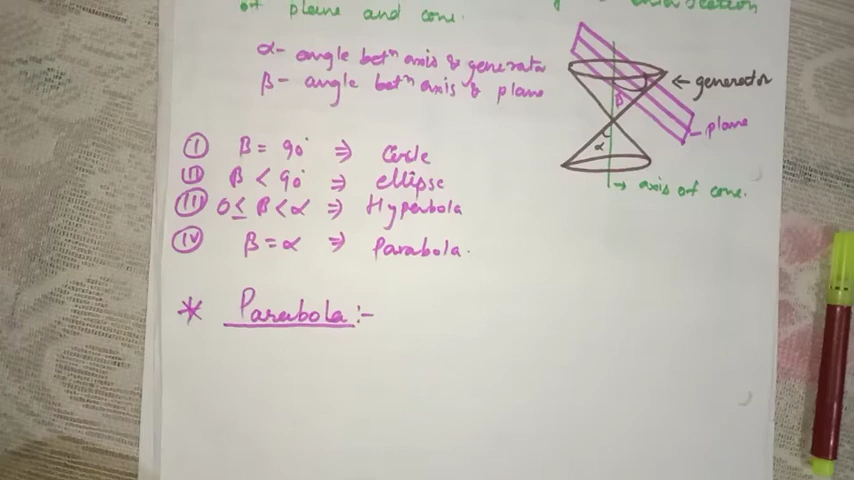 of plane and cone. intersection
α- angle betⁿ axis & generator
β- angle betⁿ axis & plane
← generator
β
plane
α
→ axis of cone.
(I) β = 90° ⇒ Circle
(II) β < 90° ⇒ ellipse
(III) 0 ≤ β < α ⇒ Hyperbola
(IV) β = α ⇒ Parabola.
* Parabola :-